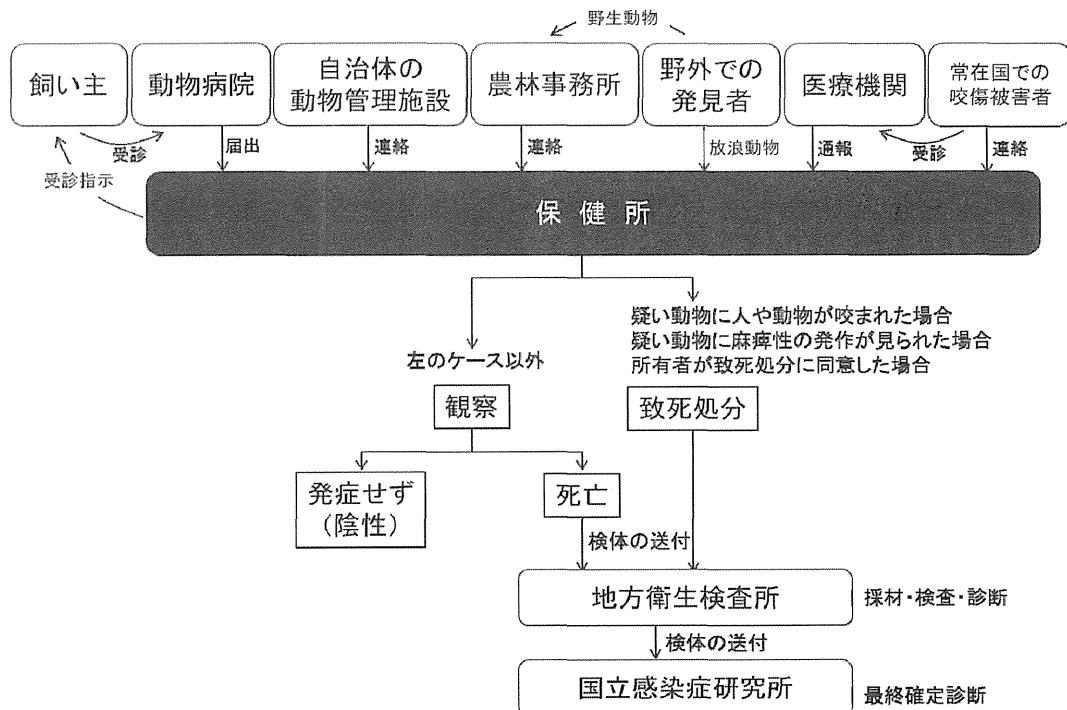 野生動物
飼い主
動物病院
自治体の
動物管理施設
農林事務所
野外での
発見者
医療機関
常在国での
咬傷被害者
受診
届出
連絡
連絡
放浪動物
通報
受診
連絡
受診指示
保健所
疑い動物に人や動物が咬まれた場合
疑い動物に麻痺性の発作が見られた場合
所有者が致死処分に同意した場合
左のケース以外
観察
致死処分
発症せず
(陰性)
死亡
検体の送付
地方衛生検査所
採材・検査・診断
検体の送付
国立感染症研究所
最終確定診断